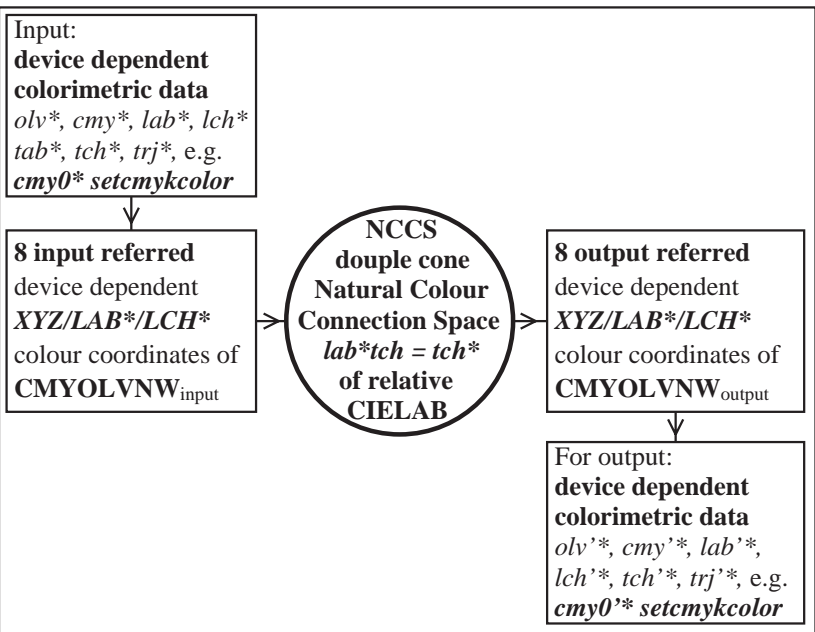 Input:
device dependent
colorimetric data
olv*, cmy*, lab*, lch*
tab*, tch*, trj*, e.g.
cmy0* setcmykcolor
8 input referred
device dependent
XYZ/LAB*/LCH*
colour coordinates of
CMYOLVNWinput
NCCS
douple cone
Natural Colour
Connection Space
lab*tch = tch*
of relative
CIELAB
8 output referred
device dependent
XYZ/LAB*/LCH*
colour coordinates of
CMYOLVNWoutput
For output:
device dependent
colorimetric data
olv’*, cmy’*, lab’*,
lch’*, tch’*, trj’*, e.g.
cmy0’* setcmykcolor